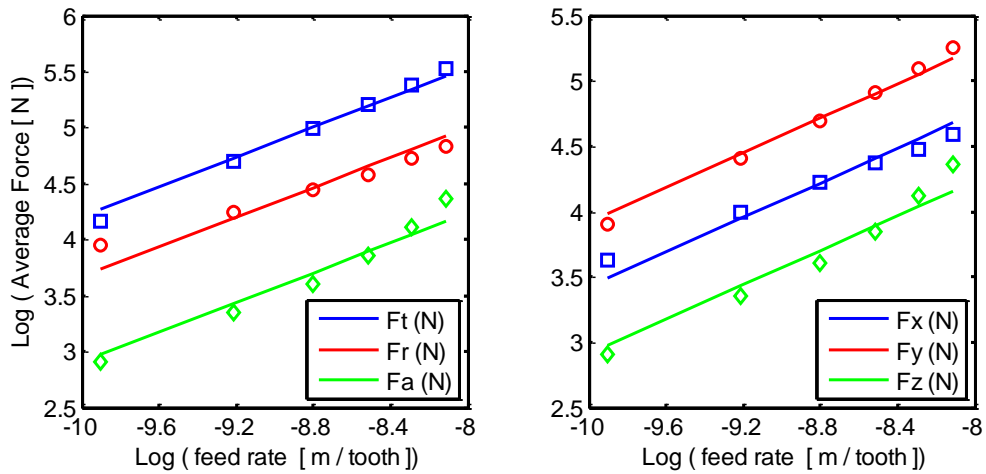 Log ( Average Force [ N ])
6
5.5
5
4.5
4
3.5
3
2.5
-10 -9.6 -9.2 -8.8 -8.4 -8
Log ( feed rate [ m / tooth ])
Ft (N)
Fr (N)
Fa (N)
5.5
5
4.5
4
3.5
3
2.5
-10 -9.6 -9.2 -8.8 -8.4 -8
Log ( feed rate [ m / tooth ])
Fx (N)
Fy (N)
Fz (N)